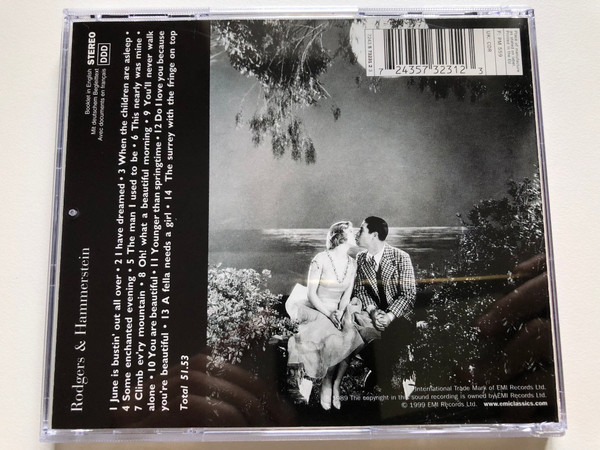 Rodgers & Hammerstein
1 June is bustin' out all over • 2 I have dreamed • 3 When the children are asleep •
4 Some enchanted evening • 5 The man I used to be • 6 This nearly was mine •
7 Climb ev'ry mountain • 8 Oh! what a beautiful morning • 9 You'll never walk
alone • 10 You are beautiful • 11 Younger than springtime • 12 Do I love you because
you're beautiful • 13 A fella needs a girl • 14 The surrey with the fringe on top
Total 51.53
Booklet in English
Mit deutschem Begleittext
Avec documents en français
STEREO
DDD
7 24357 32312 3
International Trade Mark of EMI Records Ltd.
1989 The copyright in this sound recording is owned by EMI Records Ltd.
© 1999 EMI Records Ltd. www.emiclassics.com